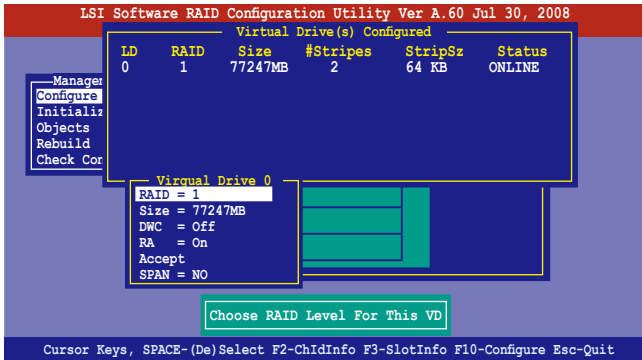 LSI Software RAID Configuration Utility Ver A.60 Jul 30, 2008
Virtual Drive(s) Configured
LD RAID Size #Stripes StripSz Status
0 1 77247MB 2 64 KB ONLINE
Manager
Configure
Initializ
Objects
Rebuild
Check Con
Virgual Drive 0
RAID = 1
Size = 77247MB
DWC = Off
RA = On
Accept
SPAN = NO
Choose RAID Level For This VD
Cursor Keys, SPACE-(De)Select F2-ChIdInfo F3-SlotInfo F10-Configure Esc-Quit